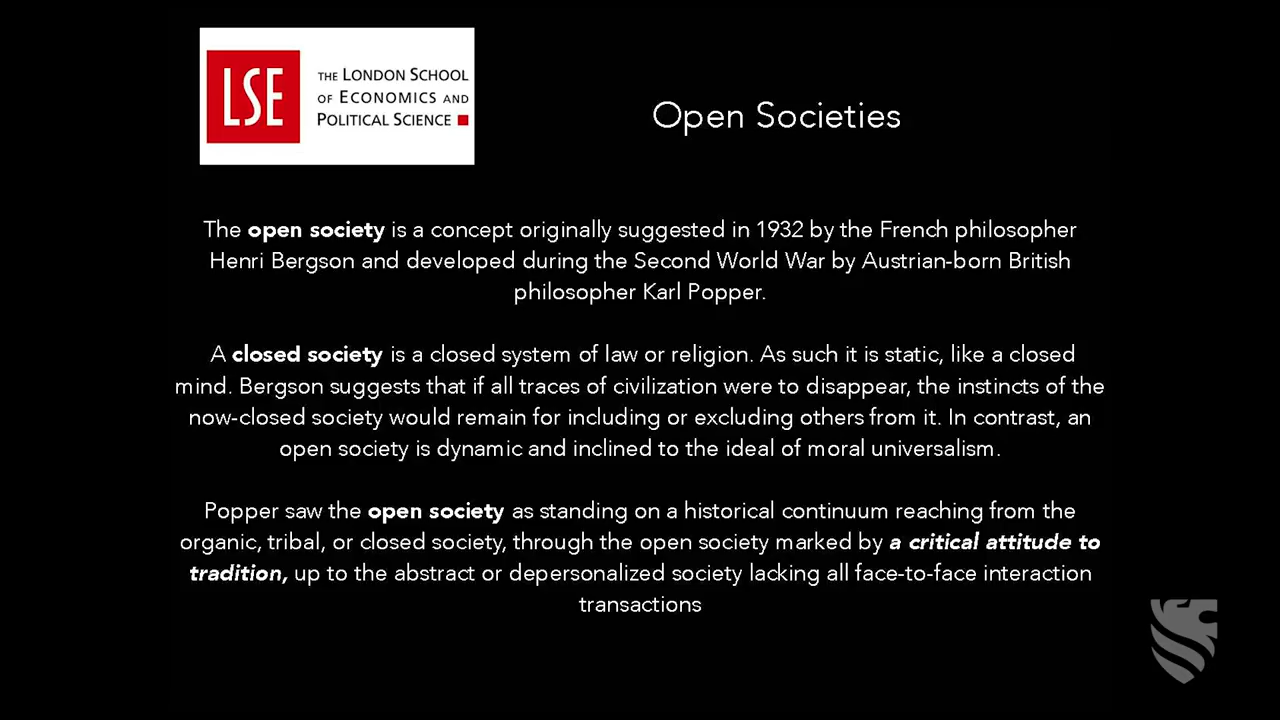 LSE
THE LONDON SCHOOL
OF ECONOMICS AND
POLITICAL SCIENCE
Open Societies
The open society is a concept originally suggested in 1932 by the French philosopher
Henri Bergson and developed during the Second World War by Austrian-born British
philosopher Karl Popper.
A closed society is a closed system of law or religion. As such it is static, like a closed
mind. Bergson suggests that if all traces of civilization were to disappear, the instincts of the
now-closed society would remain for including or excluding others from it. In contrast, an
open society is dynamic and inclined to the ideal of moral universalism.
Popper saw the open society as standing on a historical continuum reaching from the
organic, tribal, or closed society, through the open society marked by a critical attitude to
tradition, up to the abstract or depersonalized society lacking all face-to-face interaction
transactions